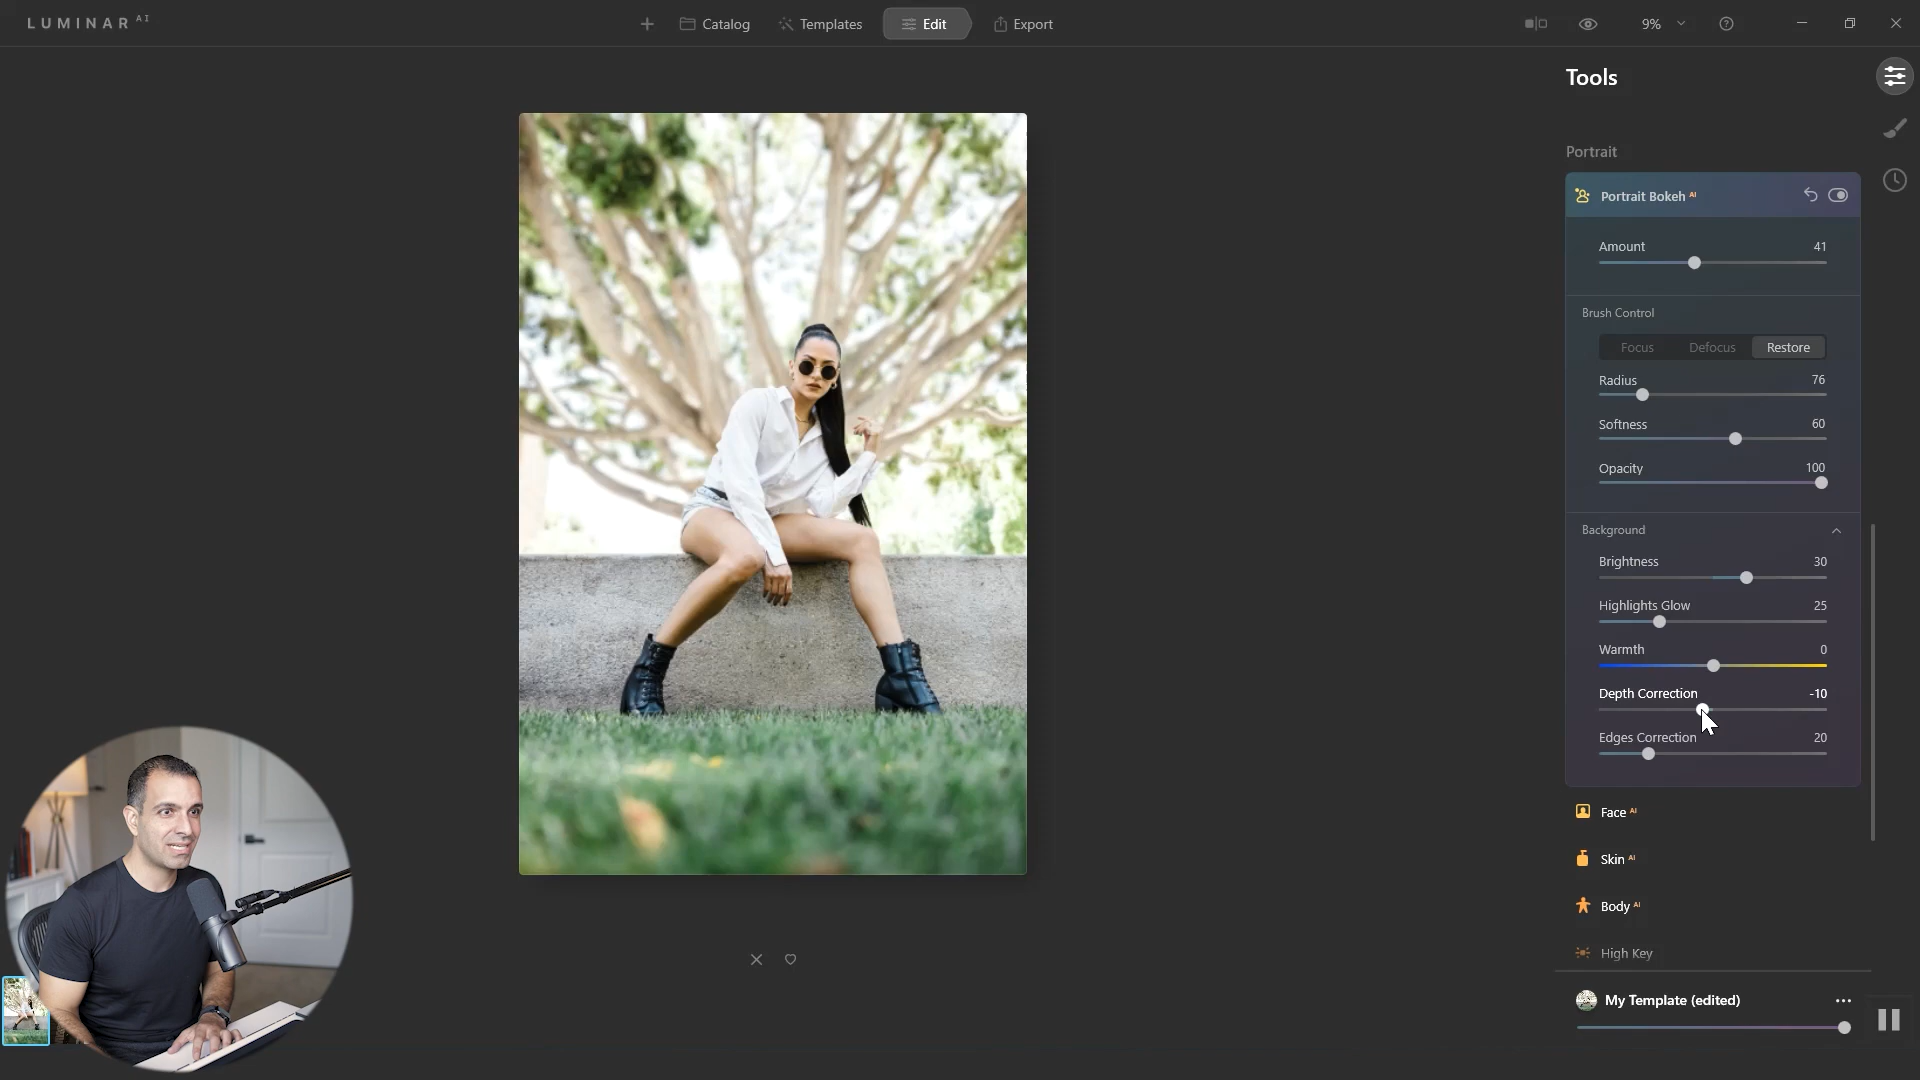 LUMINAR AI
Catalog
Templates
Edit
Export
9%
Tools
Portrait
Portrait Bokeh AI
Amount 41
Brush Control
Focus Defocus Restore
Radius 76
Softness 60
Opacity 100
Background
Brightness 30
Highlights Glow 25
Warmth 0
Depth Correction -10
Edges Correction 20
Face AI
Skin AI
Body AI
High Key
My Template (edited)